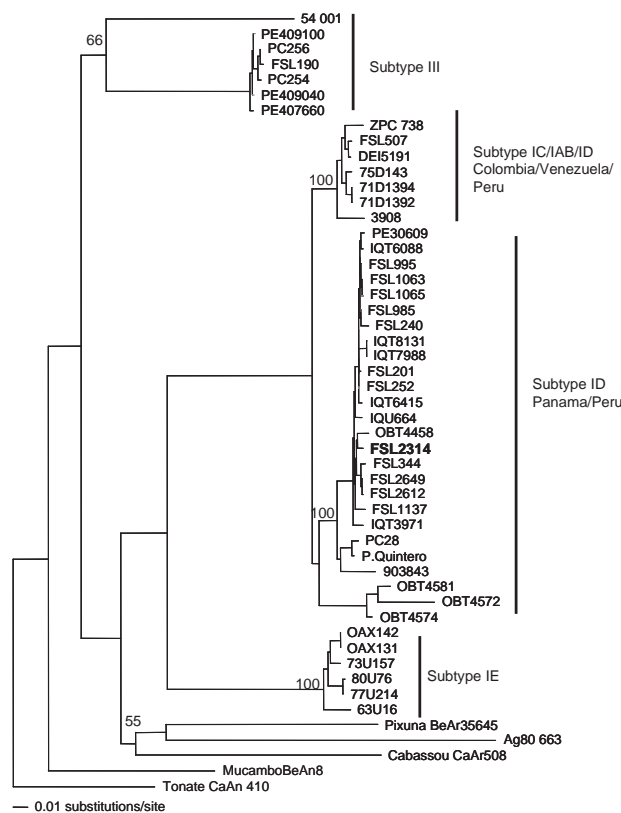 54 001
66
PE409100
PC256
FSL190
PC254
PE409040
PE407660
Subtype III
ZPC 738
FSL507
DEI5191
75D143
71D1394
71D1392
3908
100
Subtype IC/IAB/ID
Colombia/Venezuela/
Peru
PE30609
IQT6088
FSL995
FSL1063
FSL1065
FSL985
FSL240
IQT8131
IQT7988
FSL201
FSL252
IQT6415
IQU664
OBT4458
FSL2314
FSL344
FSL2649
FSL2612
FSL1137
IQT3971
100
PC28
P.Quintero
903843
OBT4581
OBT4572
OBT4574
Subtype ID
Panama/Peru
OAX142
OAX131
73U157
80U76
77U214
63U16
100
Subtype IE
55
Pixuna BeAr35645
Ag80 663
Cabassou CaAr508
MucamboBeAn8
Tonate CaAn 410
0.01 substitutions/site